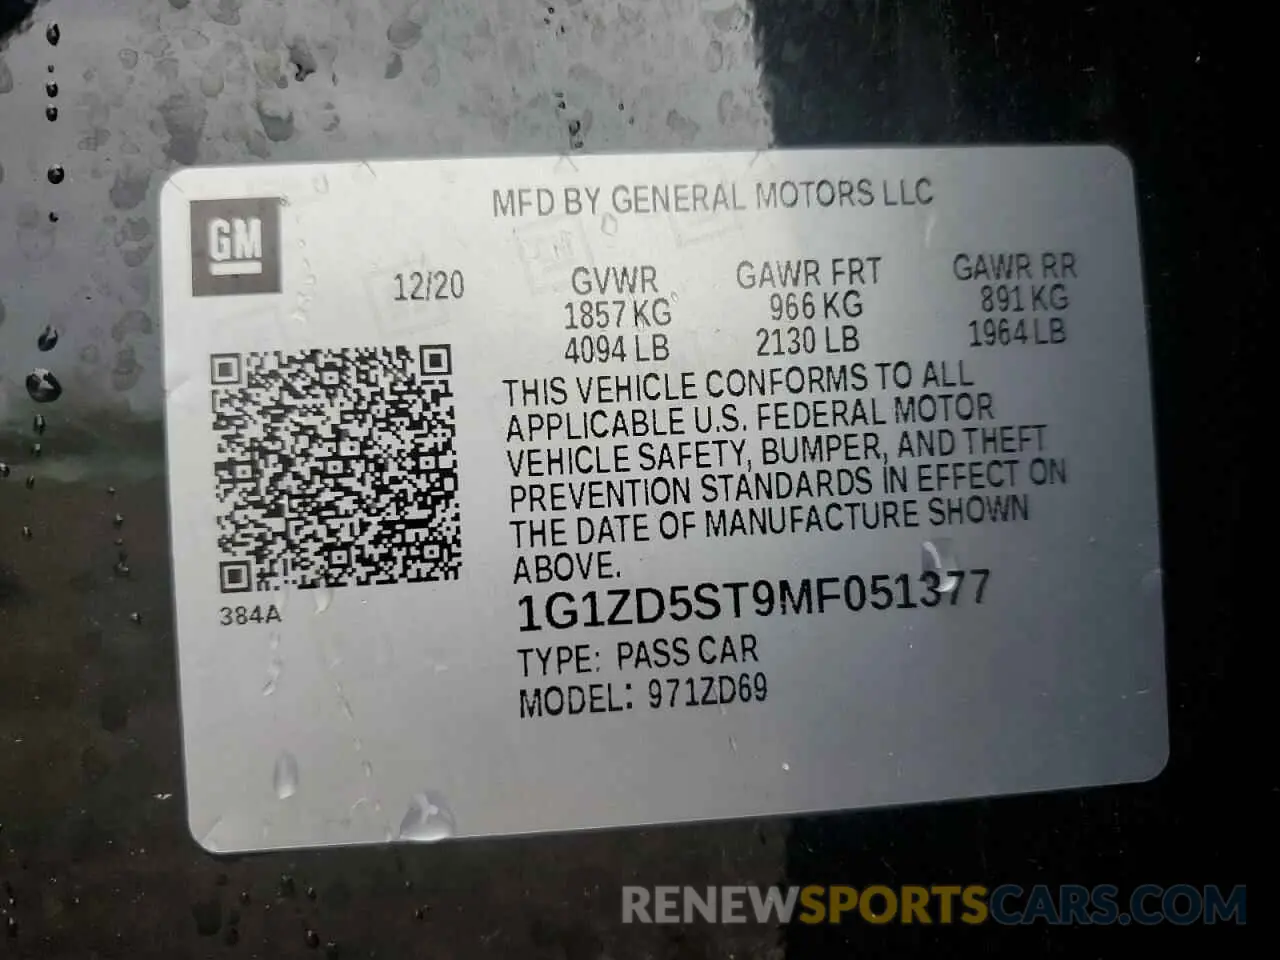 MFD BY GENERAL MOTORS LLC
GM
12/20
GVWR GAWR FRT GAWR RR
1857 KG 966 KG 891 KG
4094 LB 2130 LB 1964 LB
THIS VEHICLE CONFORMS TO ALL
APPLICABLE U.S. FEDERAL MOTOR
VEHICLE SAFETY, BUMPER, AND THEFT
PREVENTION STANDARDS IN EFFECT ON
THE DATE OF MANUFACTURE SHOWN
ABOVE.
384A
1G1ZD5ST9MF051377
TYPE: PASS CAR
MODEL: 971ZD69
RENEWSPORTSCARS.COM